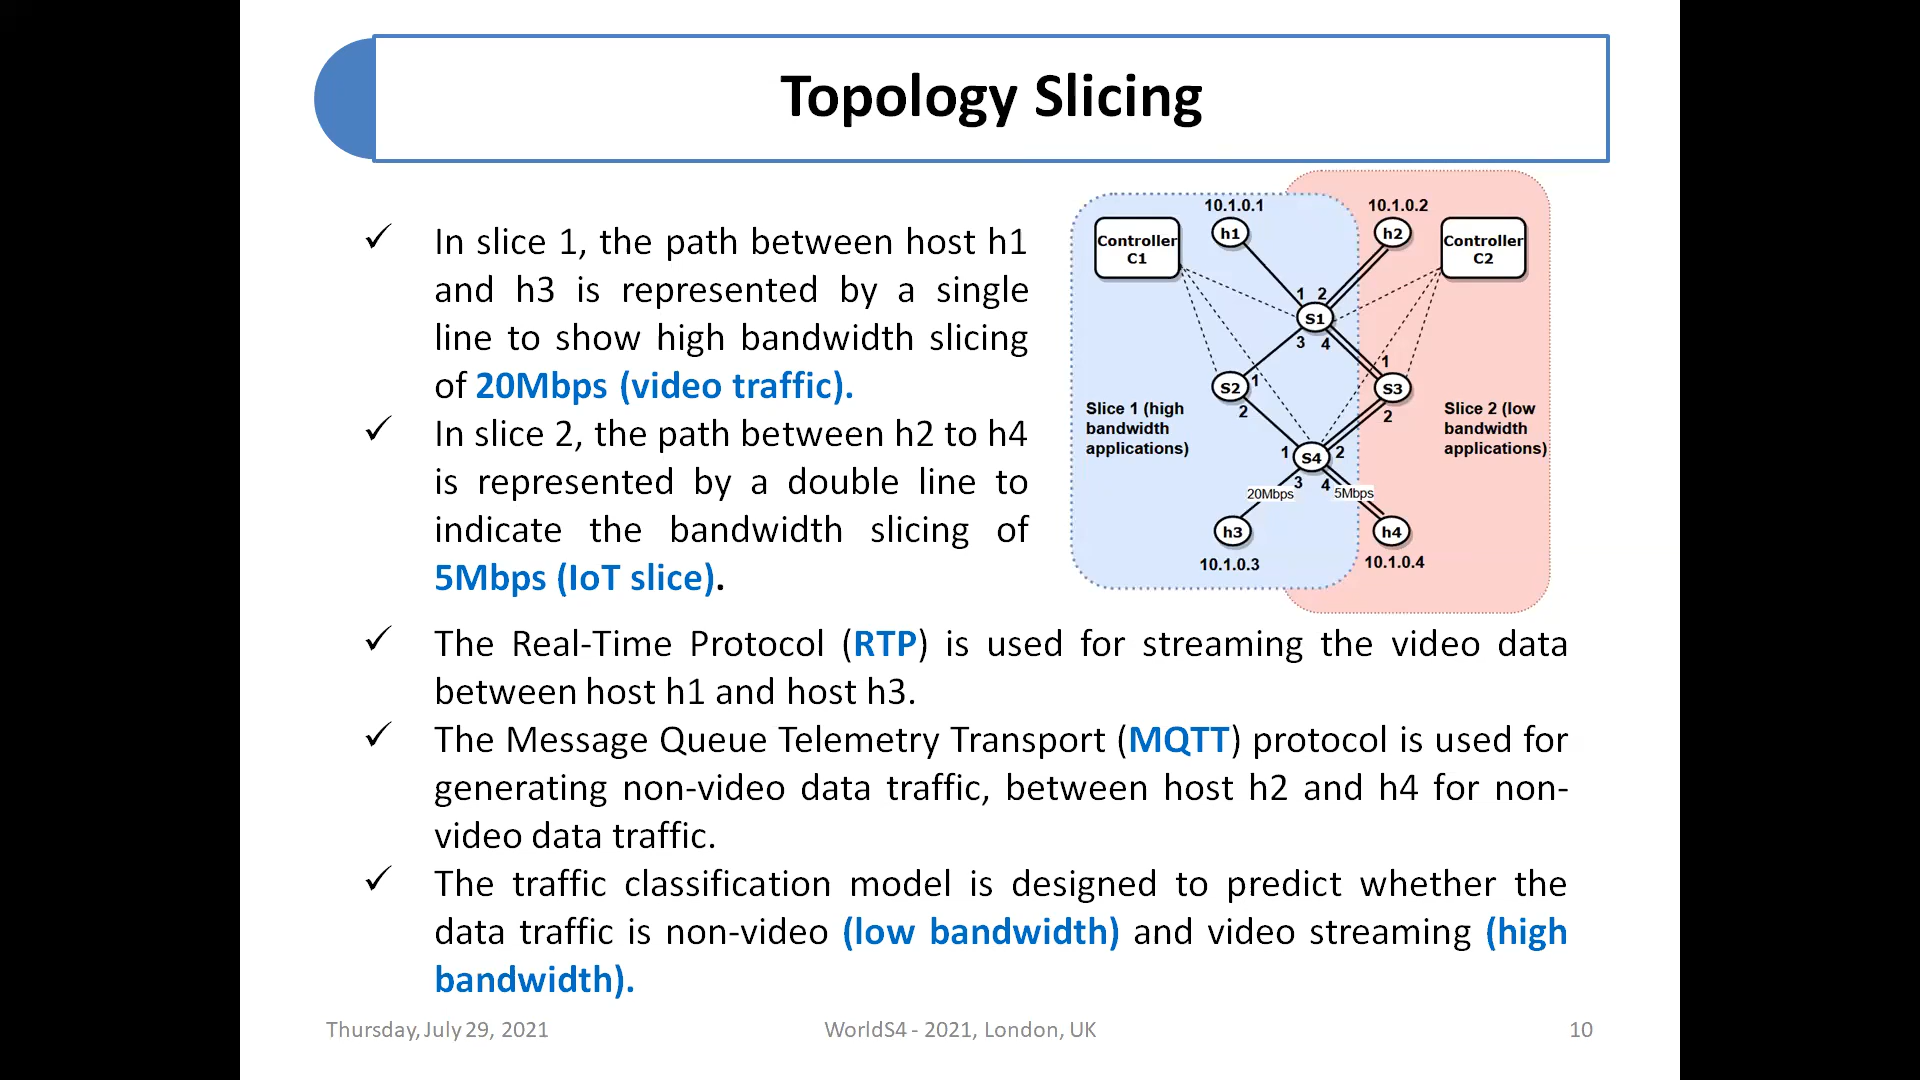 Topology Slicing
In slice 1, the path between host h1
and h3 is represented by a single
line to show high bandwidth slicing
of 20Mbps (video traffic).
In slice 2, the path between h2 to h4
is represented by a double line to
indicate the bandwidth slicing of
5Mbps (IoT slice).
10.1.0.1
10.1.0.2
Controller
C1
h1
h2
Controller
C2
1 2
S1
3 4
1
S2
1
S3
2
2
Slice 1 (high
bandwidth
applications)
Slice 2 (low
bandwidth
applications)
1
S4
2
3
4
20Mbps
5Mbps
h3
h4
10.1.0.3
10.1.0.4
The Real-Time Protocol (RTP) is used for streaming the video data
between host h1 and host h3.
The Message Queue Telemetry Transport (MQTT) protocol is used for
generating non-video data traffic, between host h2 and h4 for non-
video data traffic.
The traffic classification model is designed to predict whether the
data traffic is non-video (low bandwidth) and video streaming (high
bandwidth).
Thursday, July 29, 2021
WorldS4 - 2021, London, UK
10